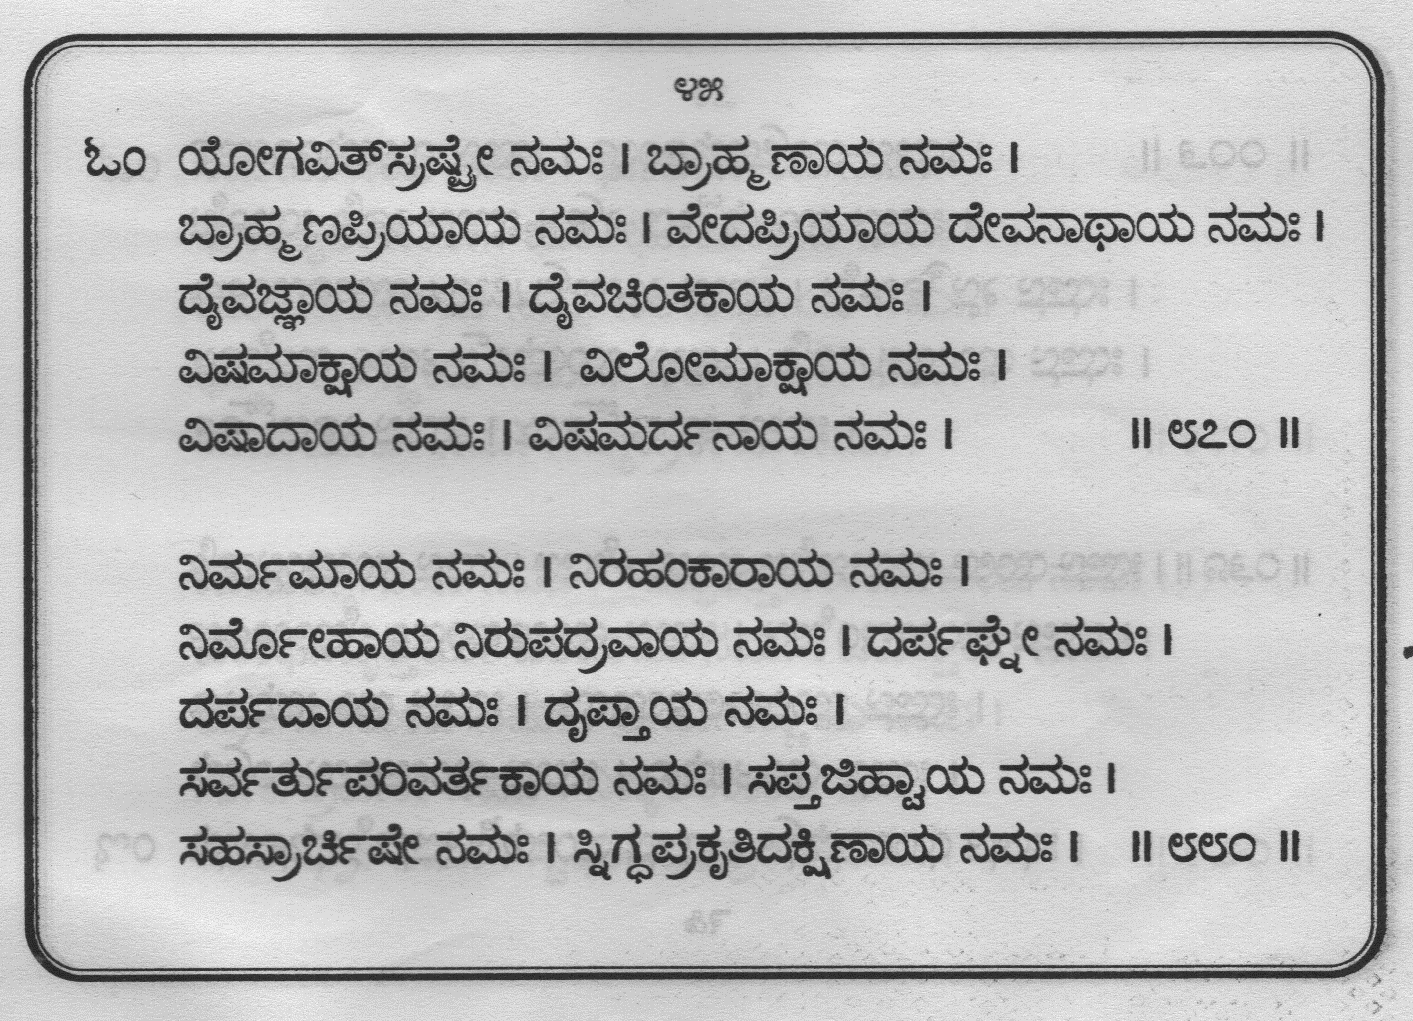 ೪೫
ಓಂ ಯೋಗವಿತ್‌ಸ್ರಷ್ಟ್ರೇ ನಮಃ । ಬ್ರಾಹ್ಮಣಾಯ ನಮಃ ।
ಬ್ರಾಹ್ಮಣಪ್ರಿಯಾಯ ನಮಃ । ವೇದಪ್ರಿಯಾಯ ದೇವನಾಥಾಯ ನಮಃ ।
ದೈವಜ್ಞಾಯ ನಮಃ । ದೈವಚಿಂತಕಾಯ ನಮಃ ।
ವಿಷಮಾಕ್ಷಾಯ ನಮಃ । ವಿಲೋಮಾಕ್ಷಾಯ ನಮಃ ।
ವಿಷಾದಾಯ ನಮಃ । ವಿಷಮರ್ದನಾಯ ನಮಃ । ॥ ೮೭೦ ॥
ನಿರ್ಮಮಾಯ ನಮಃ । ನಿರಹಂಕಾರಾಯ ನಮಃ ।
ನಿರ್ಮೋಹಾಯ ನಿರುಪದ್ರವಾಯ ನಮಃ । ದರ್ಪಘ್ನೇ ನಮಃ ।
ದರ್ಪದಾಯ ನಮಃ । ದೃಪ್ತಾಯ ನಮಃ ।
ಸರ್ವರ್ತುಪರಿವರ್ತಕಾಯ ನಮಃ । ಸಪ್ತಜಿಹ್ವಾಯ ನಮಃ ।
ಸಹಸ್ರಾರ್ಚಿಷೇ ನಮಃ । ಸ್ನಿಗ್ಧಪ್ರಕೃತಿದಕ್ಷಿಣಾಯ ನಮಃ । ॥ ೮೮೦ ॥